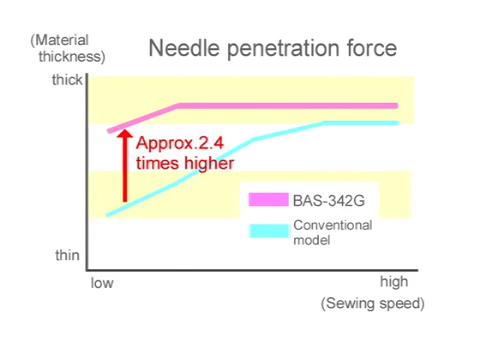 (Material
thickness)
Needle penetration force
thick
Approx.2.4
times higher
BAS-342G
Conventional
model
thin
low
high
(Sewing speed)